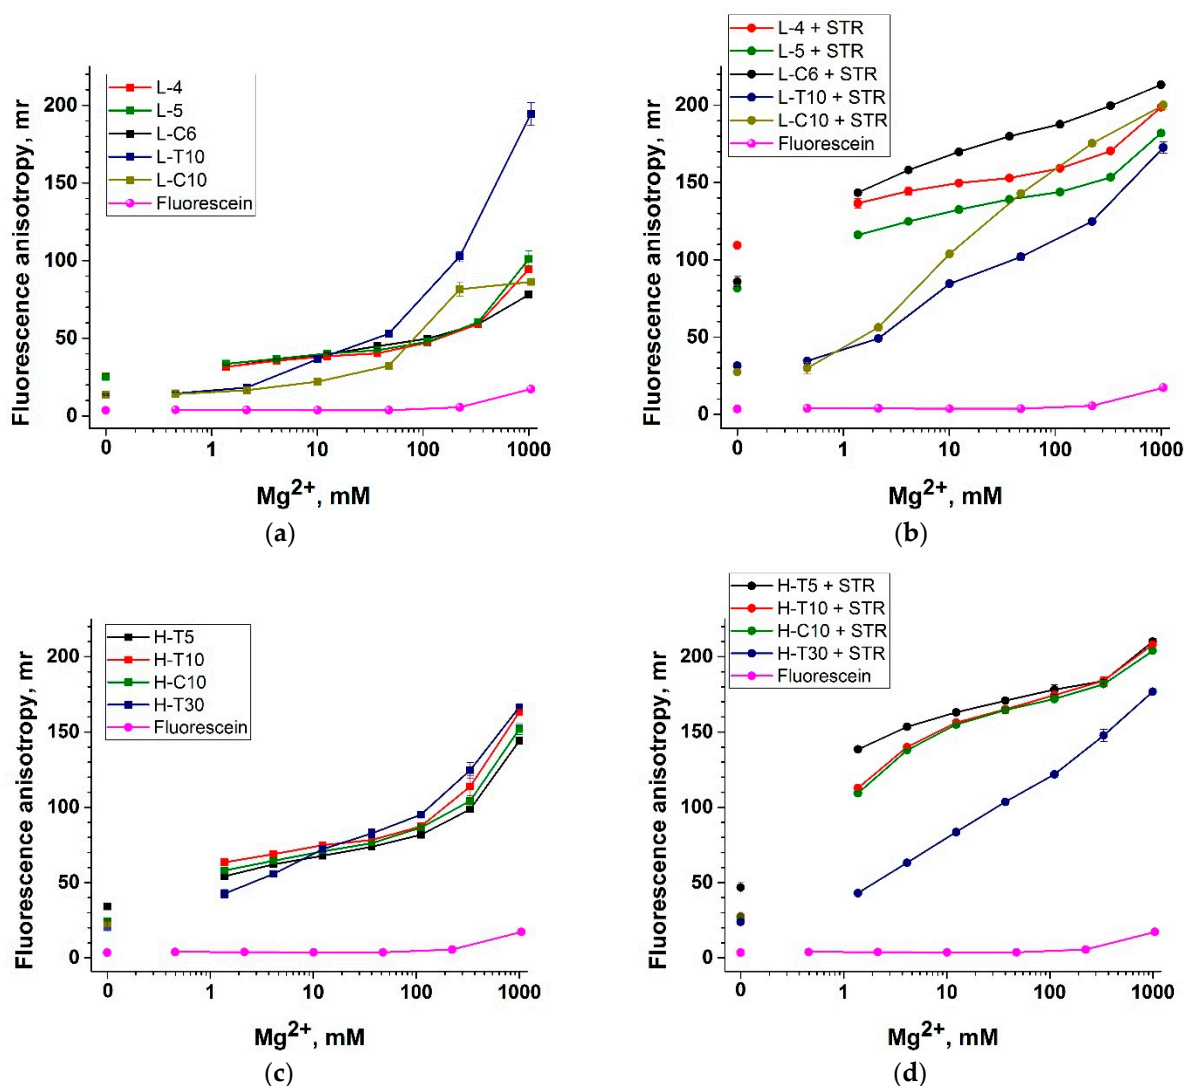 L-4
L-5
L-C6
L-T10
L-C10
Fluorescein
Fluorescence anisotropy, mr
200
150
100
50
0
0 1 10 100 1000
Mg2+, mM
(a)
L-4 + STR
L-5 + STR
L-C6 + STR
L-T10 + STR
L-C10 + STR
Fluorescein
Fluorescence anisotropy, mr
200
150
100
50
0
0 1 10 100 1000
Mg2+, mM
(b)
H-T5
H-T10
H-C10
H-T30
Fluorescein
Fluorescence anisotropy, mr
200
150
100
50
0
0 1 10 100 1000
Mg2+, mM
(c)
H-T5 + STR
H-T10 + STR
H-C10 + STR
H-T30 + STR
Fluorescein
Fluorescence anisotropy, mr
200
150
100
50
0
0 1 10 100 1000
Mg2+, mM
(d)